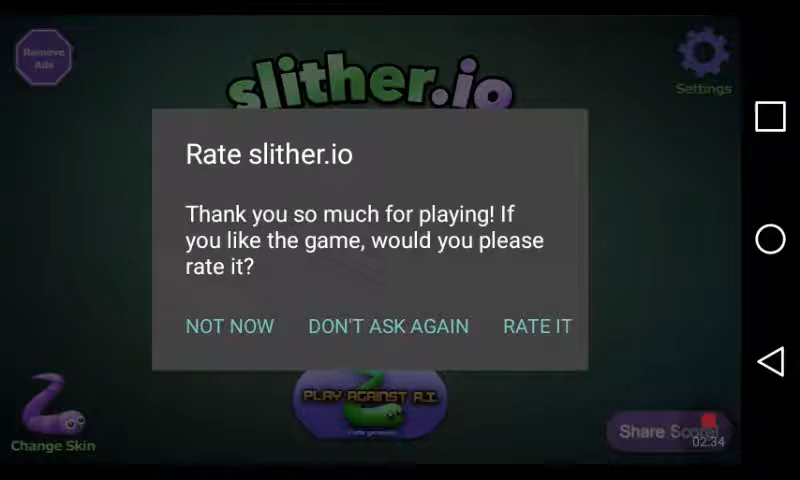 Remove
Ads
slither.io
Settings
Rate slither.io
Thank you so much for playing! If
you like the game, would you please
rate it?
NOT NOW DON'T ASK AGAIN RATE IT
PLAY AGAINST A.I.
Change Skin
Share Score!
02:34